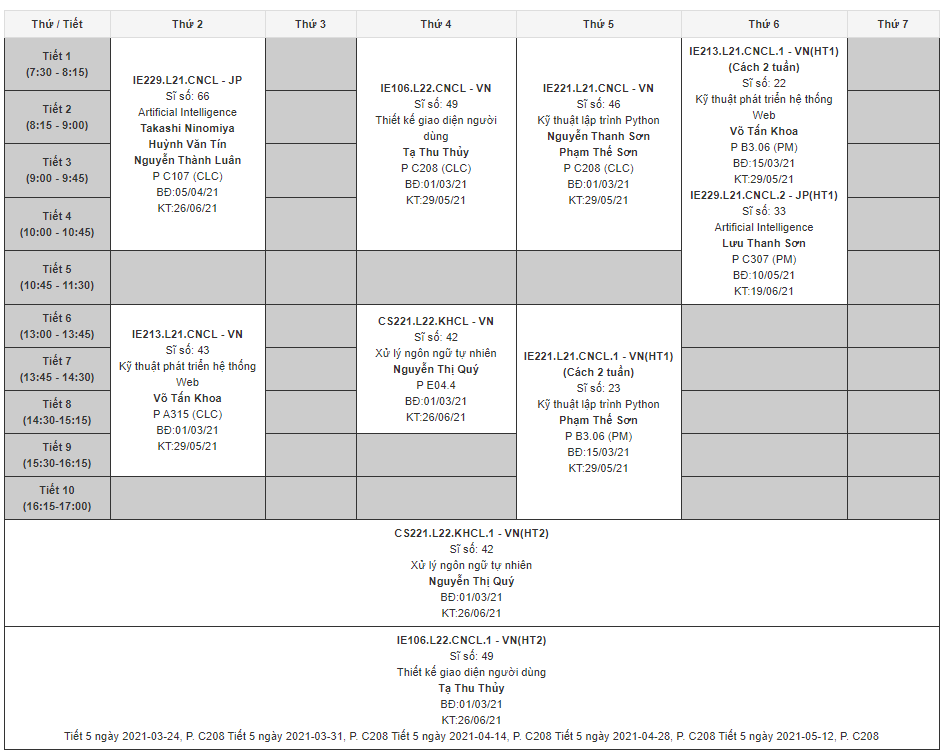 Thứ / Tiết
Thứ 2
Thứ 3
Thứ 4
Thứ 5
Thứ 6
Thứ 7
Tiết 1
(7:30 - 8:15)
IE229.L21.CNCL - JP
Sĩ số: 66
Artificial Intelligence
Takashi Ninomiya
Huỳnh Văn Tín
Nguyễn Thành Luân
P C107 (CLC)
BĐ:05/04/21
KT:26/06/21
IE106.L22.CNCL - VN
Sĩ số: 49
Thiết kế giao diện người
dùng
Tạ Thu Thủy
P C208 (CLC)
BĐ:01/03/21
KT:29/05/21
IE221.L21.CNCL - VN
Sĩ số: 46
Kỹ thuật lập trình Python
Nguyễn Thanh Sơn
Phạm Thế Sơn
P C208 (CLC)
BĐ:01/03/21
KT:29/05/21
IE213.L21.CNCL.1 - VN(HT1)
(Cách 2 tuần)
Sĩ số: 22
Kỹ thuật phát triển hệ thống
Web
Võ Tấn Khoa
P B3.06 (PM)
BĐ:15/03/21
KT:29/05/21
IE229.L21.CNCL.2 - JP(HT1)
Sĩ số: 33
Artificial Intelligence
Lưu Thanh Sơn
P C307 (PM)
BĐ:10/05/21
KT:19/06/21
Tiết 2
(8:15 - 9:00)
Tiết 3
(9:00 - 9:45)
Tiết 4
(10:00 - 10:45)
Tiết 5
(10:45 - 11:30)
Tiết 6
(13:00 - 13:45)
IE213.L21.CNCL - VN
Sĩ số: 43
Kỹ thuật phát triển hệ thống
Web
Võ Tấn Khoa
P A315 (CLC)
BĐ:01/03/21
KT:29/05/21
CS221.L22.KHCL - VN
Sĩ số: 42
Xử lý ngôn ngữ tự nhiên
Nguyễn Thị Quý
P E04.4
BĐ:01/03/21
KT:26/06/21
IE221.L21.CNCL.1 - VN(HT1)
(Cách 2 tuần)
Sĩ số: 23
Kỹ thuật lập trình Python
Phạm Thế Sơn
P B3.06 (PM)
BĐ:15/03/21
KT:29/05/21
Tiết 7
(13:45 - 14:30)
Tiết 8
(14:30-15:15)
Tiết 9
(15:30-16:15)
Tiết 10
(16:15-17:00)
CS221.L22.KHCL.1 - VN(HT2)
Sĩ số: 42
Xử lý ngôn ngữ tự nhiên
Nguyễn Thị Quý
BĐ:01/03/21
KT:26/06/21
IE106.L22.CNCL.1 - VN(HT2)
Sĩ số: 49
Thiết kế giao diện người dùng
Tạ Thu Thủy
BĐ:01/03/21
KT:26/06/21
Tiết 5 ngày 2021-03-24, P. C208 Tiết 5 ngày 2021-03-31, P. C208 Tiết 5 ngày 2021-04-14, P. C208 Tiết 5 ngày 2021-04-28, P. C208 Tiết 5 ngày 2021-05-12, P. C208